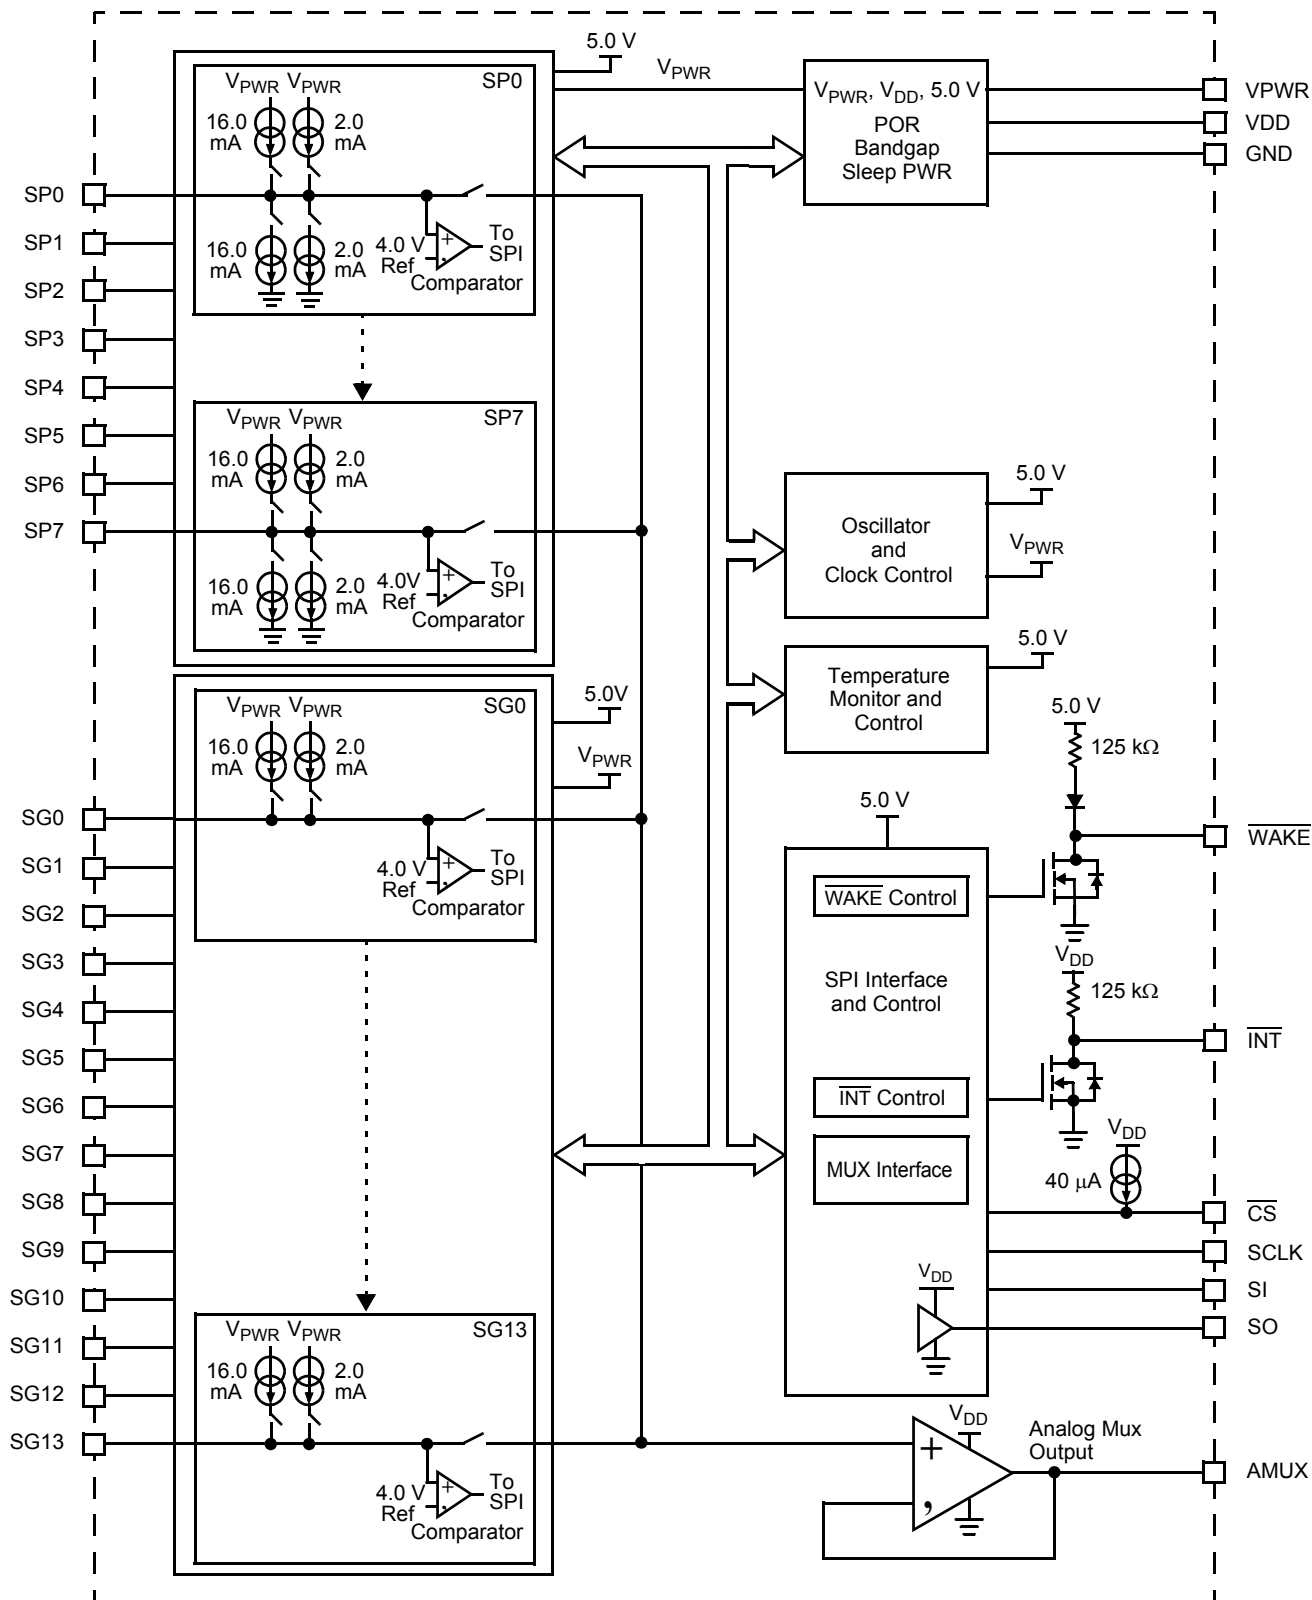 5.0 V
VPWR
SP0
VPWR VPWR
16.0 mA
2.0 mA
16.0 mA
2.0 mA
4.0 V Ref
+
To SPI
Comparator
VPWR, VDD, 5.0 V
POR
Bandgap
Sleep PWR
VPWR
VDD
GND
SP0
SP1
SP2
SP3
SP4
SP5
SP6
SP7
SP7
VPWR VPWR
16.0 mA
2.0 mA
16.0 mA
2.0 mA
4.0V Ref
+
To SPI
Comparator
5.0 V
VPWR
Oscillator
and
Clock Control
5.0 V
Temperature
Monitor and
Control
SG0
VPWR VPWR
16.0 mA
2.0 mA
4.0 V Ref
+
To SPI
Comparator
5.0V
VPWR
SG0
SG1
SG2
SG3
SG4
SG5
SG6
SG7
SG8
SG9
SG10
SG11
SG12
SG13
5.0 V
125 kΩ
WAKE
5.0 V
WAKE Control
SPI Interface
and Control
INT Control
MUX Interface
VDD
VDD
125 kΩ
INT
VDD
40 μA
CS
SCLK
SI
SO
SG13
VPWR VPWR
16.0 mA
2.0 mA
4.0 V Ref
+
To SPI
Comparator
+
,
VDD
Analog Mux
Output
AMUX